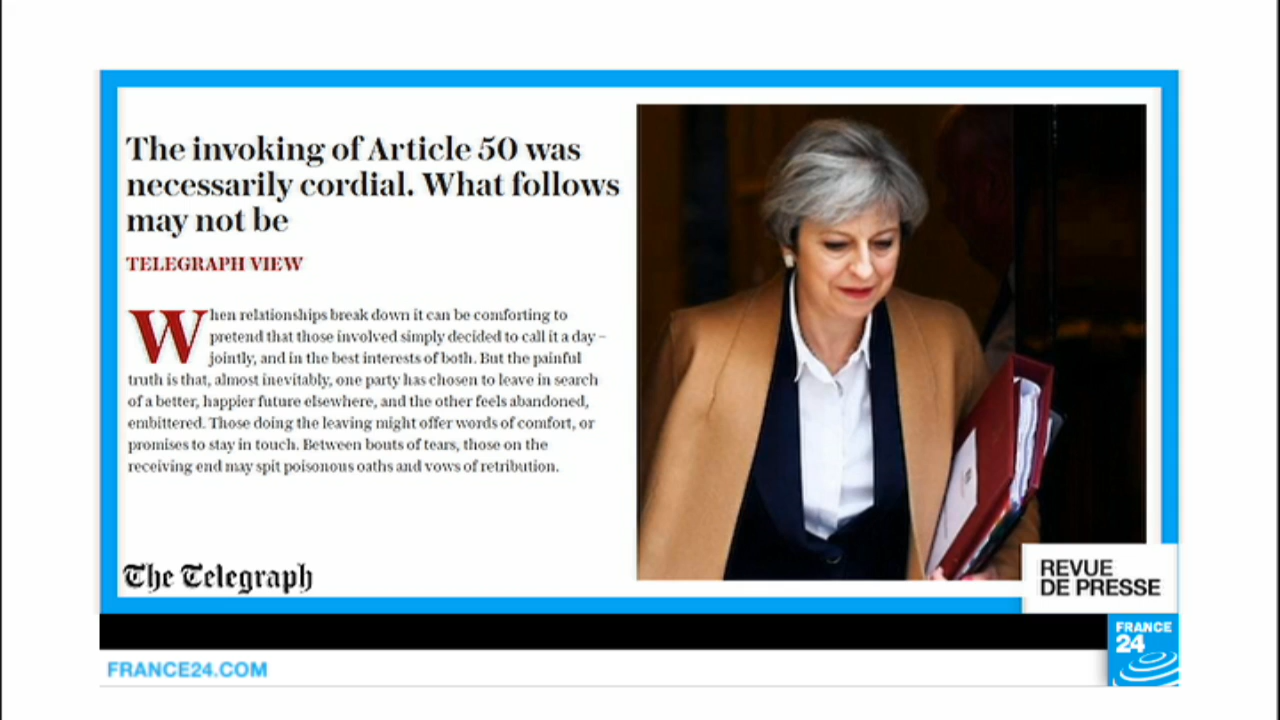 The invoking of Article 50 was
necessarily cordial. What follows
may not be
TELEGRAPH VIEW
When relationships break down it can be comforting to
pretend that those involved simply decided to call it a day –
jointly, and in the best interests of both. But the painful
truth is that, almost inevitably, one party has chosen to leave in search
of a better, happier future elsewhere, and the other feels abandoned,
embittered. Those doing the leaving might offer words of comfort, or
promises to stay in touch. Between bouts of tears, those on the
receiving end may spit poisonous oaths and vows of retribution.
The Telegraph
REVUE
DE PRESSE
FRANCE
24
FRANCE24.COM